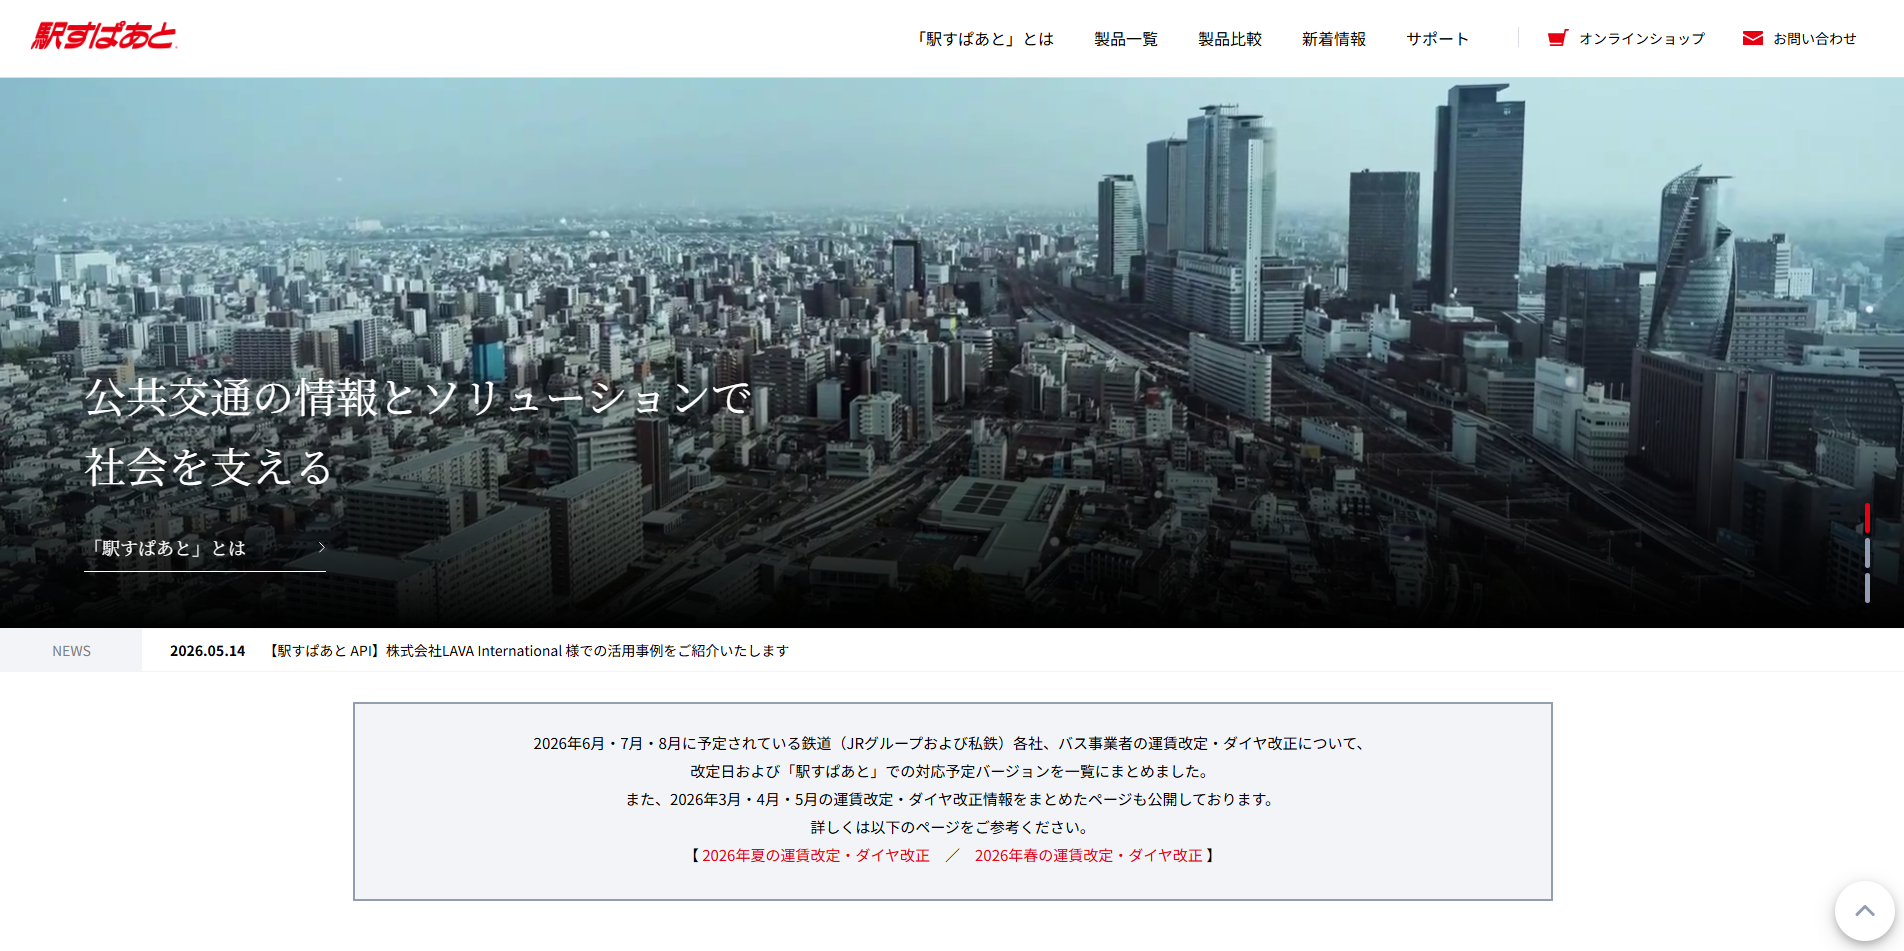 駅すぱあと
「駅すぱあと」とは
製品一覧
製品比較
新着情報
サポート
オンラインショップ
お問い合わせ
公共交通の情報とソリューションで
社会を支える
「駅すぱあと」とは
NEWS
2026.05.14 【駅すぱあと API】株式会社LAVA International 様での活用事例をご紹介いたします
2026年6月・7月・8月に予定されている鉄道（JRグループおよび私鉄）各社、バス事業者の運賃改定・ダイヤ改正について、
改定日および「駅すぱあと」での対応予定バージョンを一覧にまとめました。
また、2026年3月・4月・5月の運賃改定・ダイヤ改正情報をまとめたページも公開しております。
詳しくは以下のページをご参考ください。
【 2026年夏の運賃改定・ダイヤ改正 ／ 2026年春の運賃改定・ダイヤ改正 】